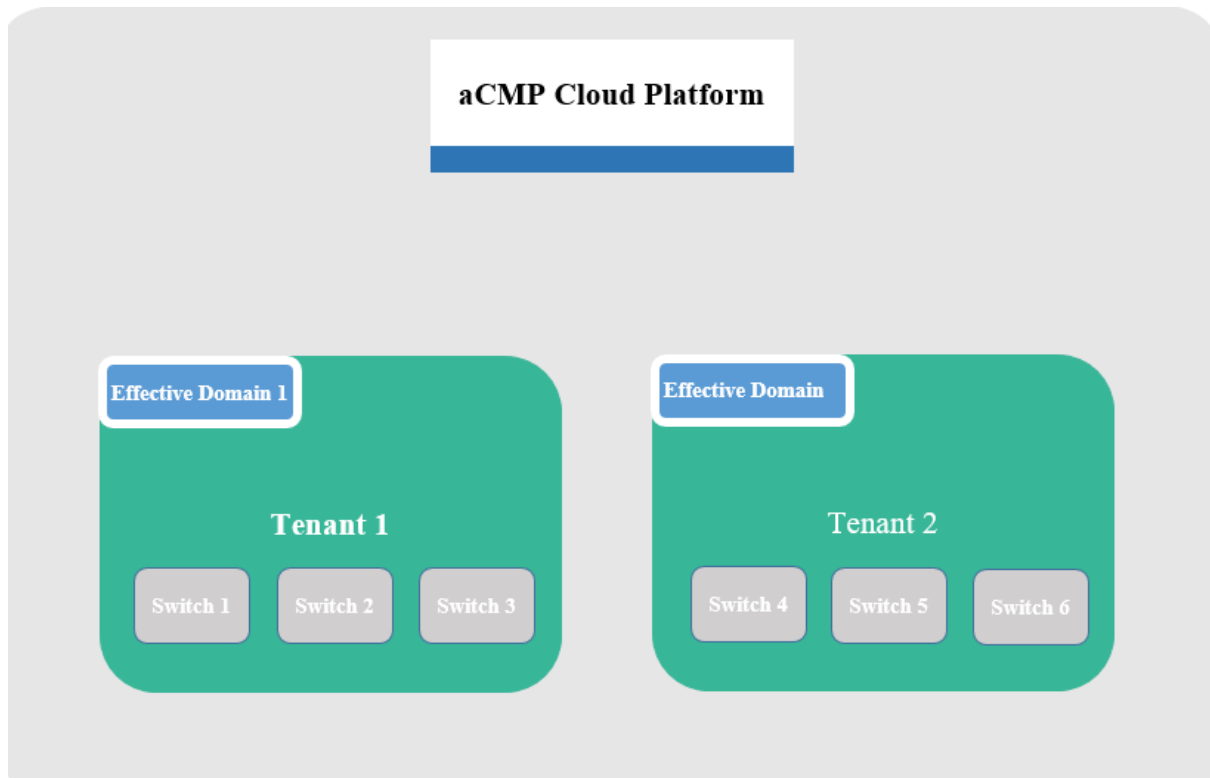 aCMP Cloud Platform
Effective Domain 1
Tenant 1
Switch 1
Switch 2
Switch 3
Effective Domain
Tenant 2
Switch 4
Switch 5
Switch 6